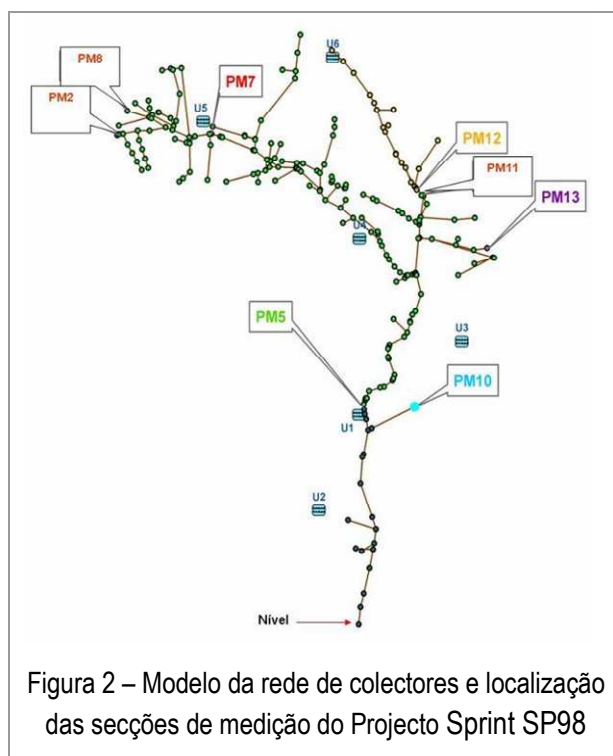 U6
PM8
PM2
U5
PM7
PM12
PM11
PM13
U4
PM5
U3
PM10
U1
U2
Nível
Figura 2 – Modelo da rede de colectores e localização
das secções de medição do Projecto Sprint SP98